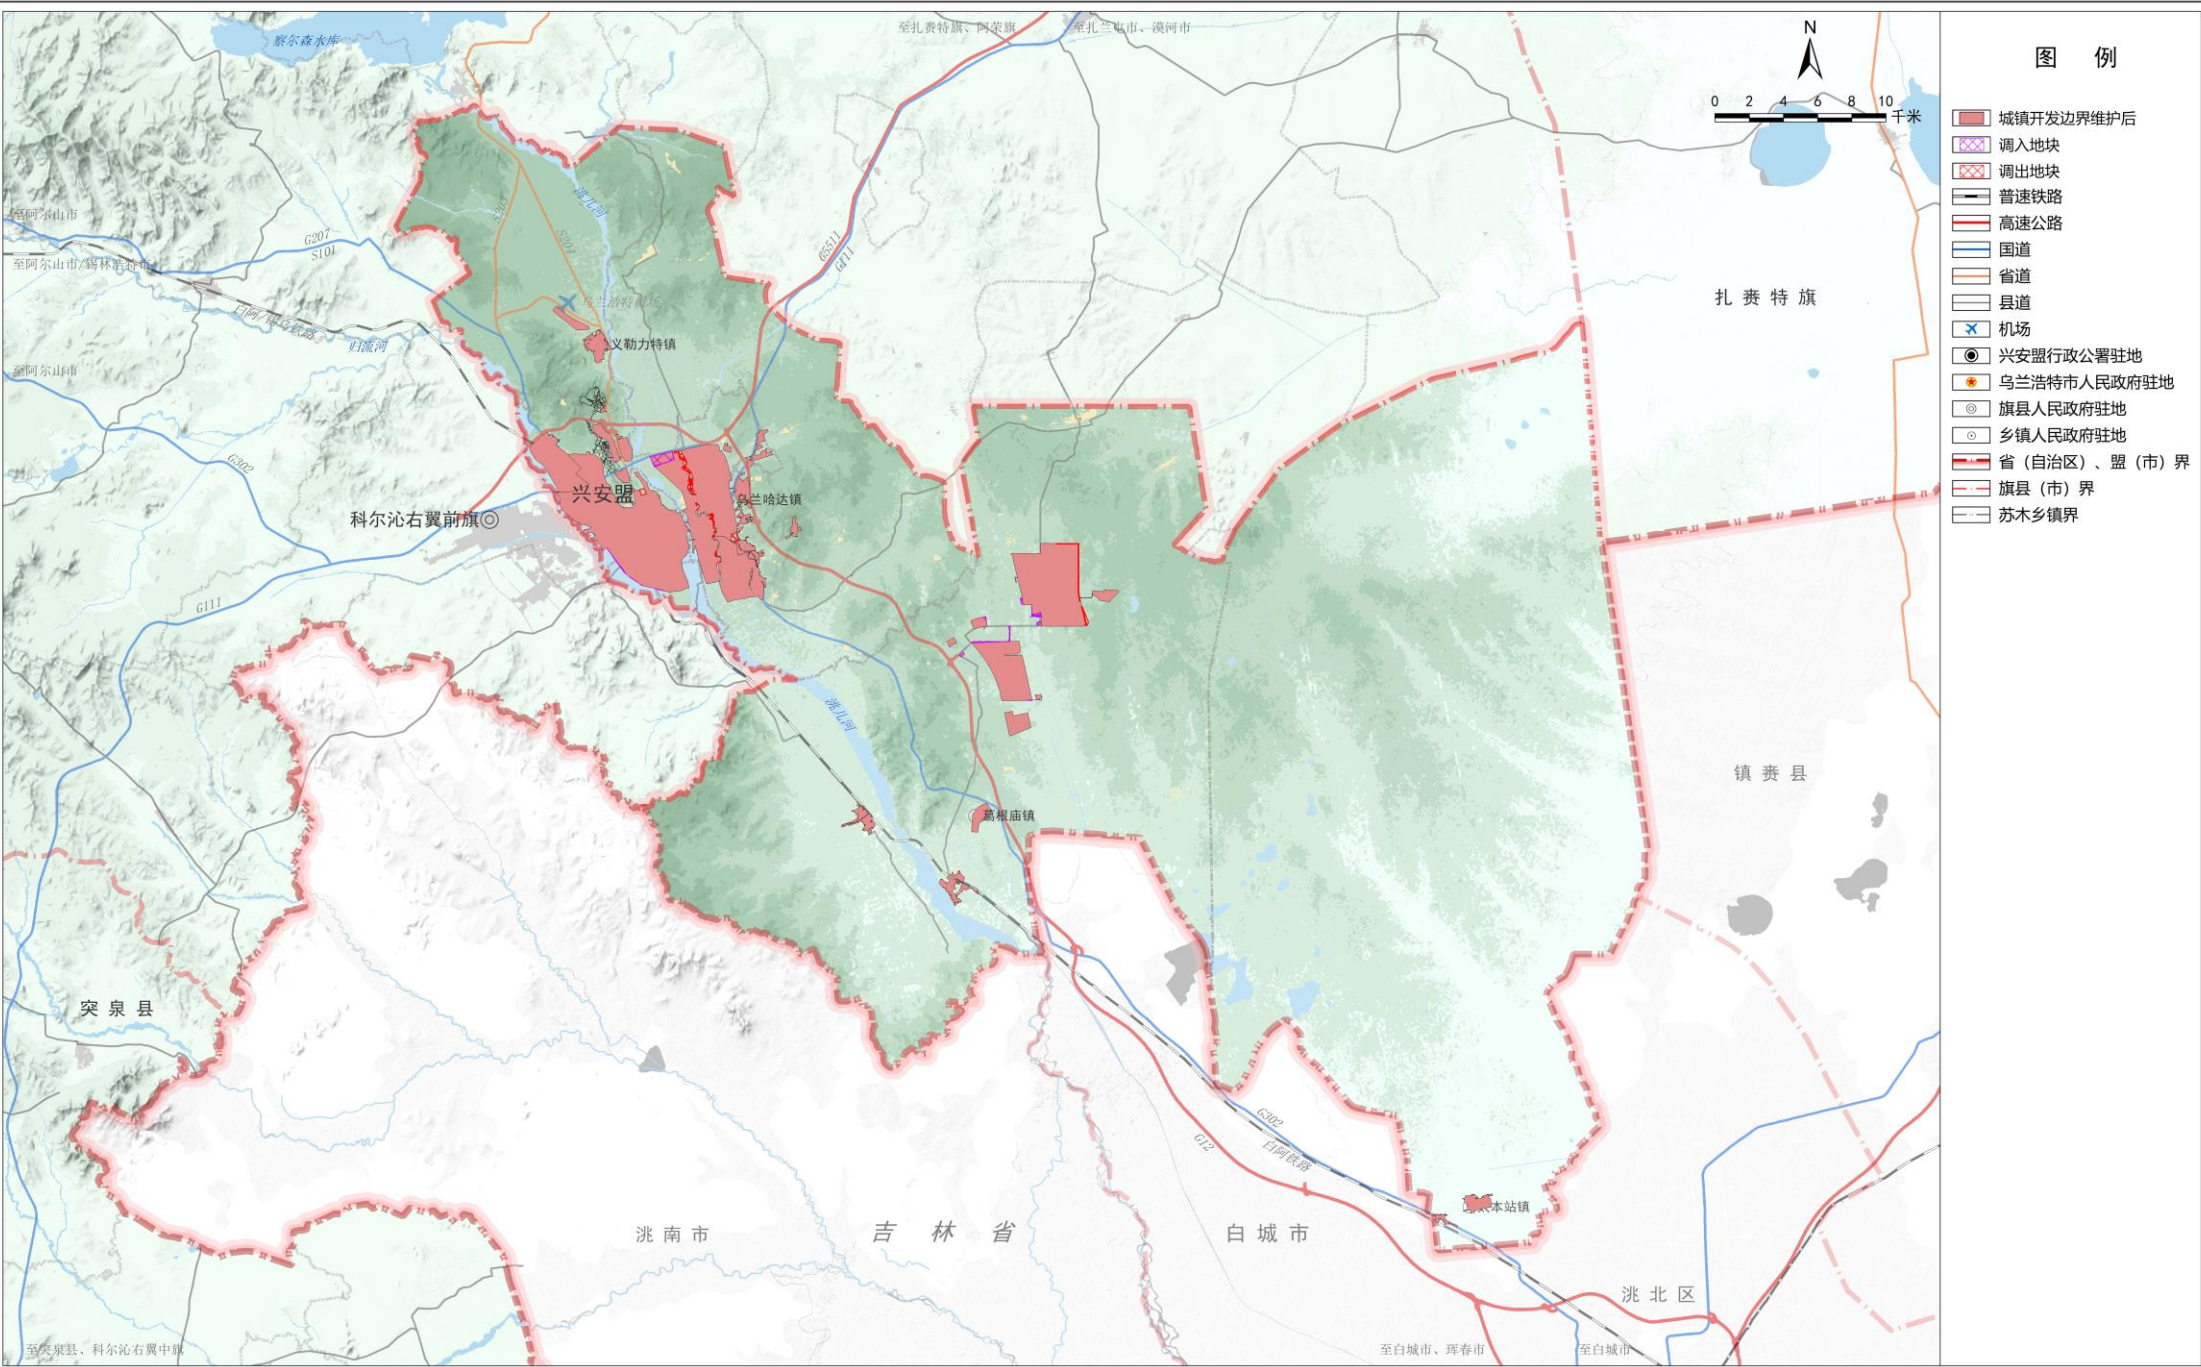 察尔森水库
至扎赉特旗、阿荣旗
至扎兰屯市、漠河市
N
0 2 4 6 8 10
千米
图 例
城镇开发边界维护后
调入地块
调出地块
普速铁路
高速公路
国道
省道
县道
机场
兴安盟行政公署驻地
乌兰浩特市人民政府驻地
旗县人民政府驻地
乡镇人民政府驻地
省（自治区）、盟（市）界
旗县（市）界
苏木乡镇界
至阿尔山市
G207
S101
至阿尔山市/锡林浩特市
洮儿河
S203
S201
G5511
G111
扎赉特旗
归流河
至阿尔山市
义勒力特镇
G302
兴安盟
乌兰哈达镇
科尔沁右翼前旗
G111
洮儿河
镇赉县
葛根庙镇
突泉县
G302
G12
白阿铁路
本站镇
洮南市
吉林省
白城市
洮北区
至突泉县、科尔沁右翼中旗
至白城市、珲春市
至白城市